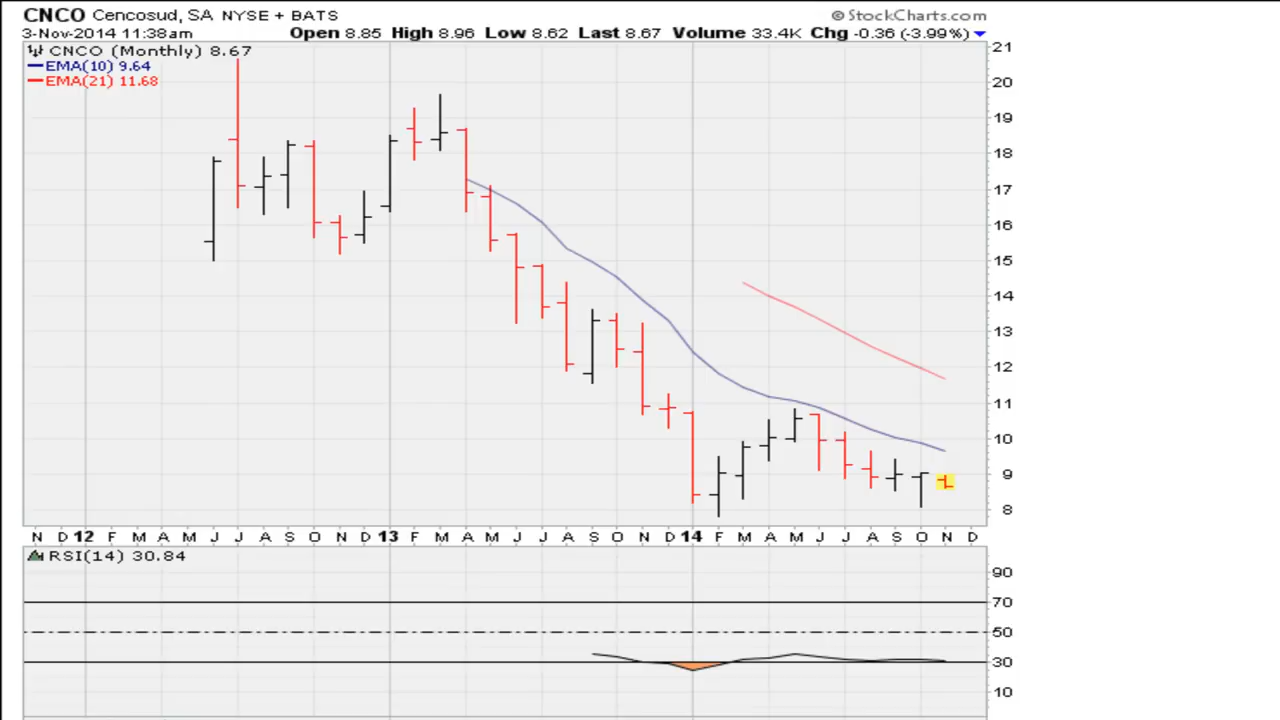 CNCO Cencosud, SA NYSE + BATS © StockCharts.com
3-Nov-2014 11:38am Open 8.85 High 8.96 Low 8.62 Last 8.67 Volume 33.4K Chg -0.36 (-3.99%)
CNCO (Monthly) 8.67
EMA(10) 9.64
EMA(21) 11.68
21
20
19
18
17
16
15
14
13
12
11
10
9
8
N D 12 F M A M J J A S O N D 13 F M A M J J A S O N D 14 F M A M J J A S O N D
RSI(14) 30.84
90
70
50
30
10